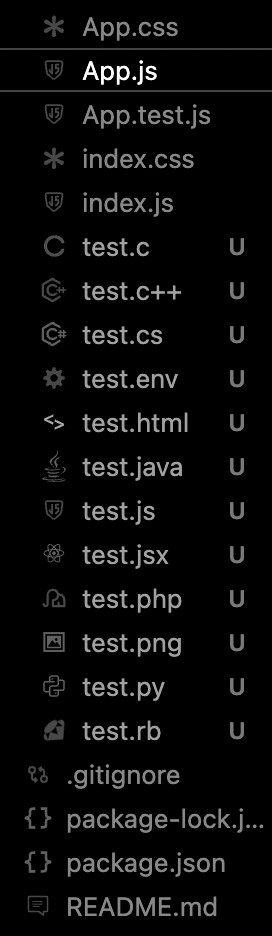 App.css
App.js
App.test.js
index.css
index.js
test.c U
test.c++ U
test.cs U
test.env U
test.html U
test.java U
test.js U
test.jsx U
test.php U
test.png U
test.py U
test.rb U
.gitignore
{} package-lock.j...
{} package.json
README.md